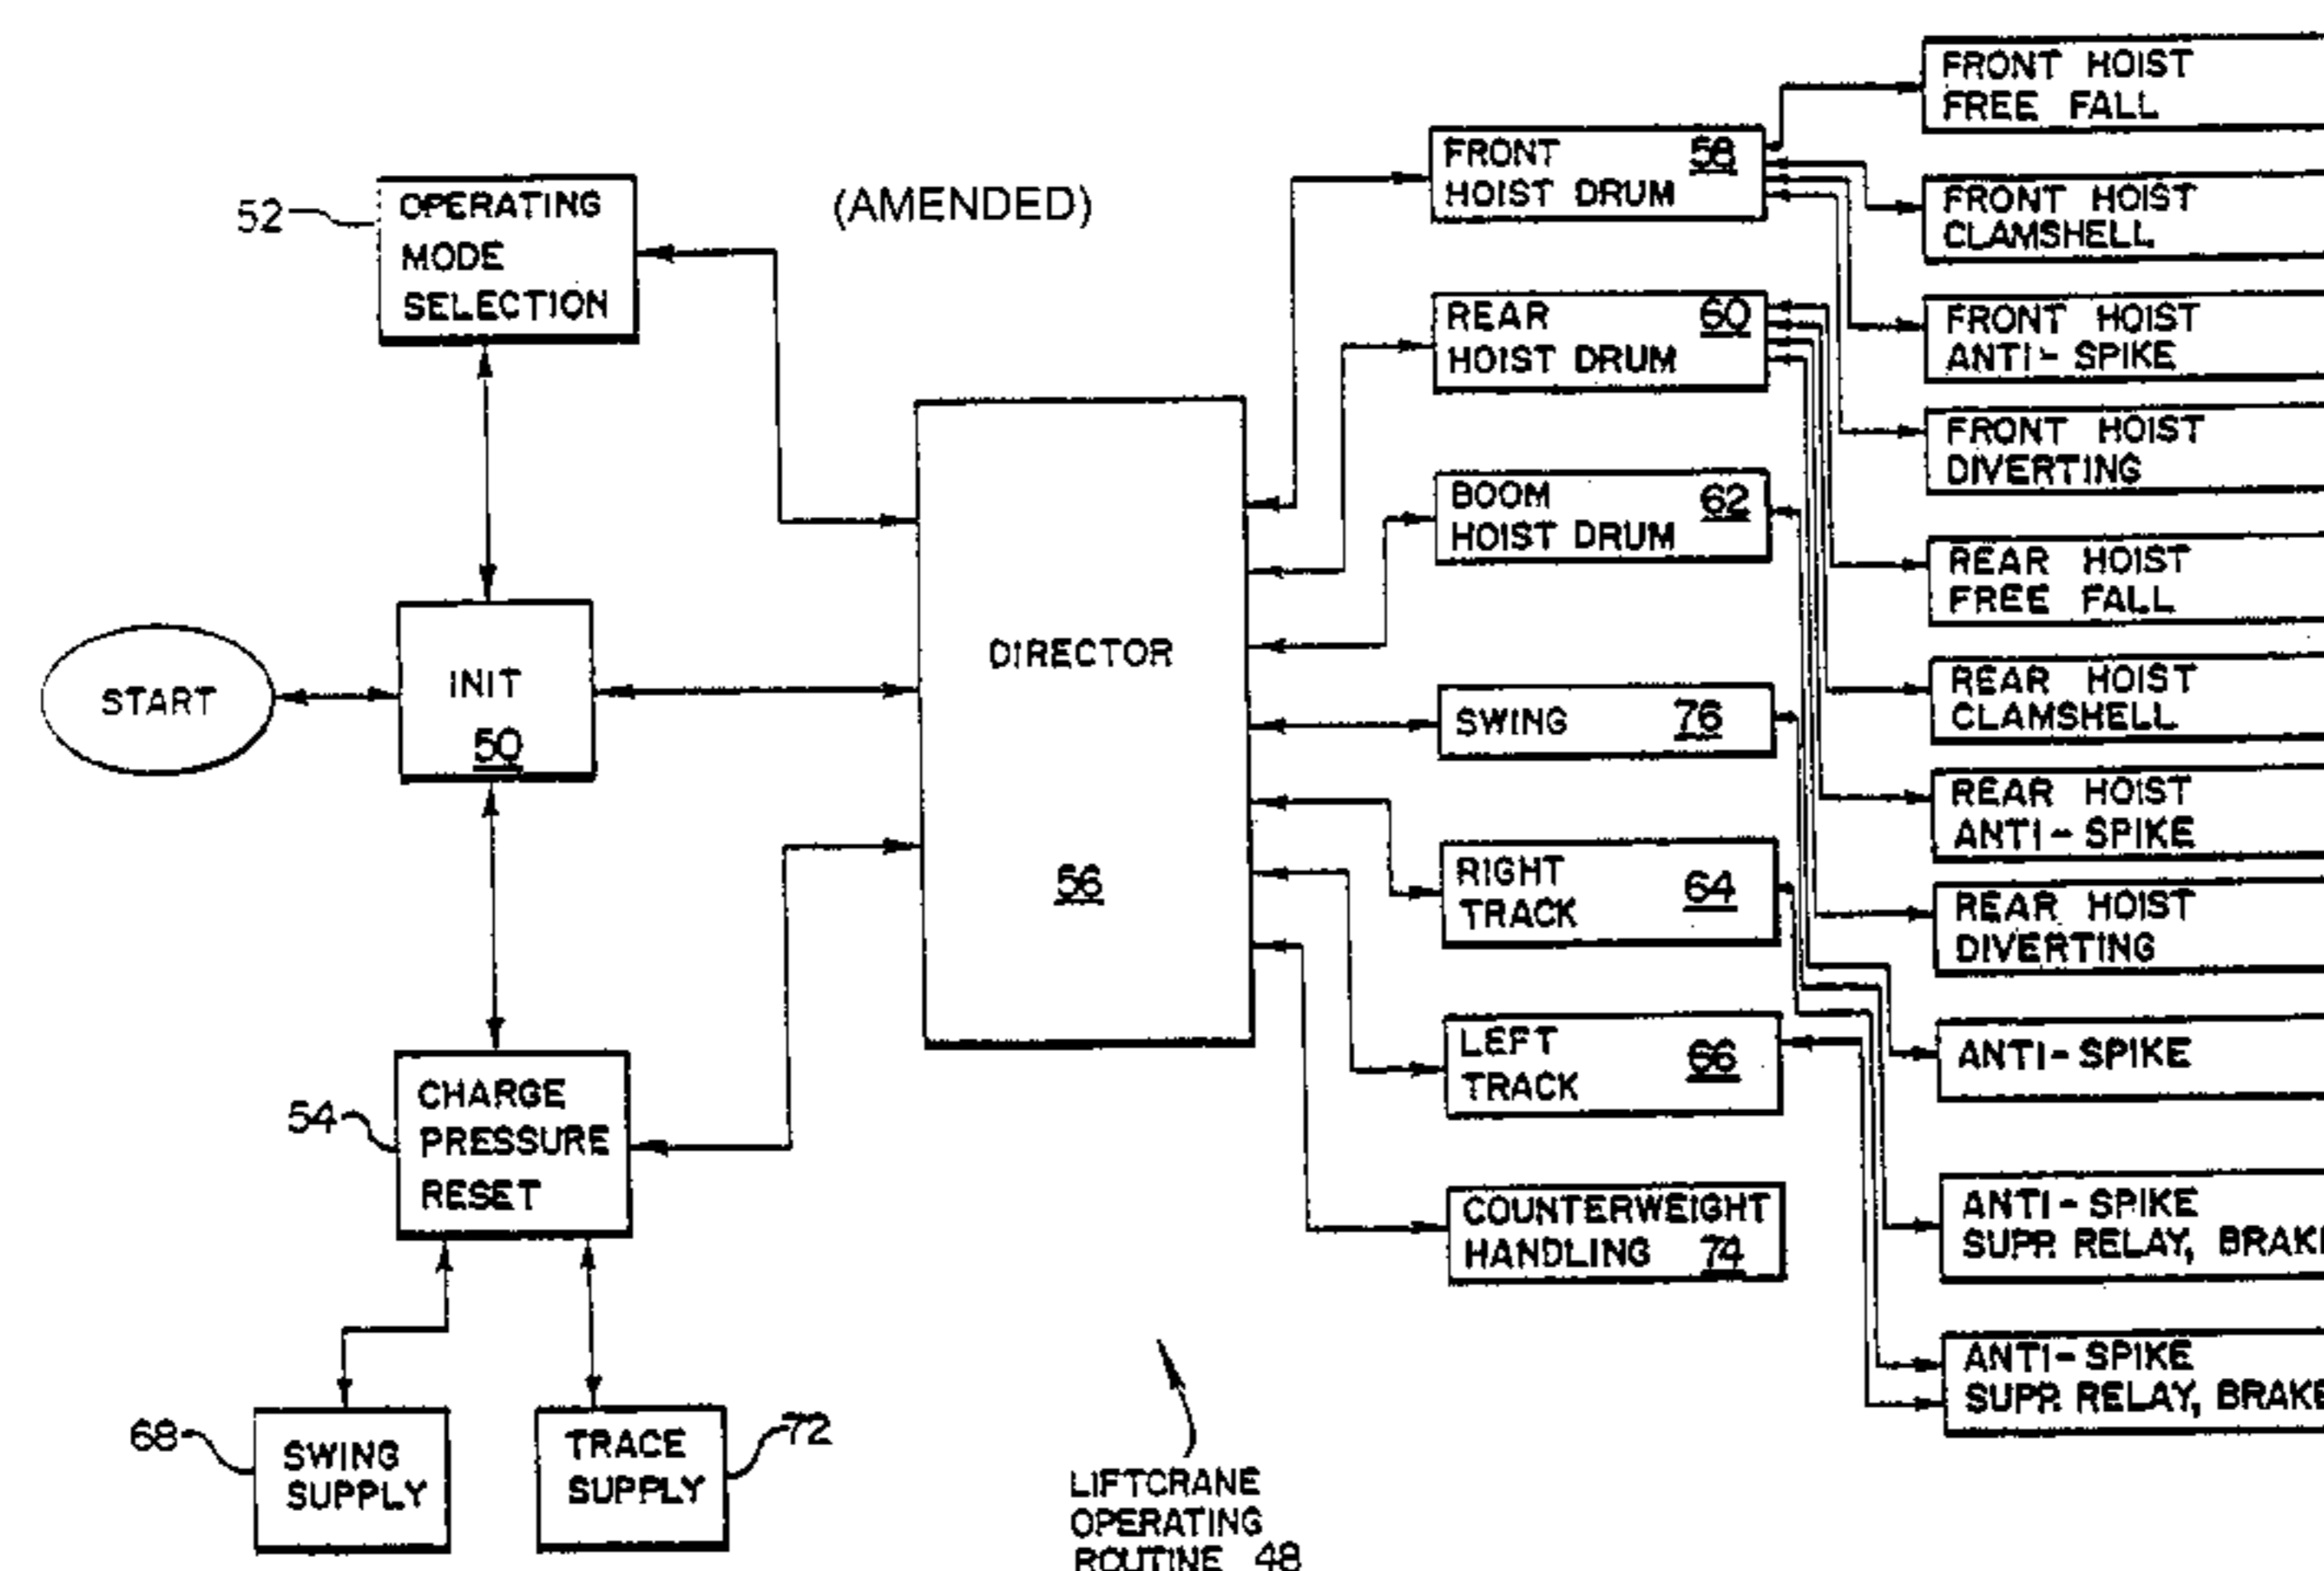 (AMENDED)
52
OPERATING
MODE
SELECTION
START
INIT
50
54
CHARGE
PRESSURE
RESET
68
SWING
SUPPLY
TRACE
SUPPLY
72
DIRECTOR
56
FRONT 58
HOIST DRUM
REAR 60
HOIST DRUM
BOOM 62
HOIST DRUM
SWING 76
RIGHT
TRACK 64
LEFT
TRACK 66
COUNTERWEIGHT
HANDLING 74
FRONT HOIST
FREE FALL
FRONT HOIST
CLAMSHELL
FRONT HOIST
ANTI-SPIKE
FRONT HOIST
DIVERTING
REAR HOIST
FREE FALL
REAR HOIST
CLAMSHELL
REAR HOIST
ANTI-SPIKE
REAR HOIST
DIVERTING
ANTI-SPIKE
ANTI-SPIKE
SUPP. RELAY,
ANTI-SPIKE
SUPP. RELAY,
LIFTCRANE
OPERATING
ROUTINE 48